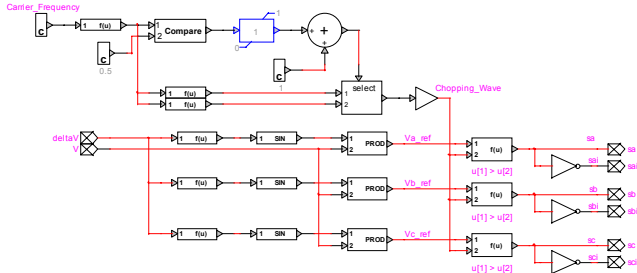 Carrier_Frequency
C
1 f(u)
1
2
Compare
0.5
C
1
1
0
+
+
C
1
select
1
2
1 f(u)
1 f(u)
Chopping_Wave
deltaV
V
1 f(u)
1 SIN
1
2
PROD
Va_ref
1
2
f(u)
u[1] > u[2]
sa
sa
sai
sai
1 f(u)
1 SIN
1
2
PROD
Vb_ref
1
2
f(u)
u[1] > u[2]
sb
sb
sbi
sbi
1 f(u)
1 SIN
1
2
PROD
Vc_ref
1
2
f(u)
u[1] > u[2]
sc
sc
sci
sci